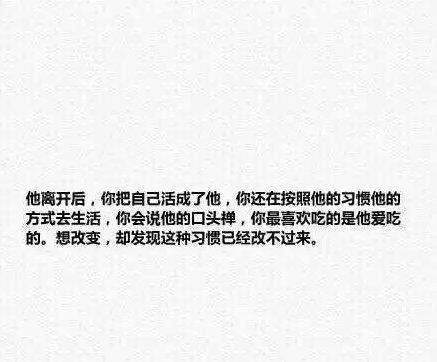 他离开后，你把自己活成了他，你还在按照他的习惯他的
方式去生活，你会说他的口头禅，你最喜欢吃的是他爱吃
的。想改变，却发现这种习惯已经改不过来。